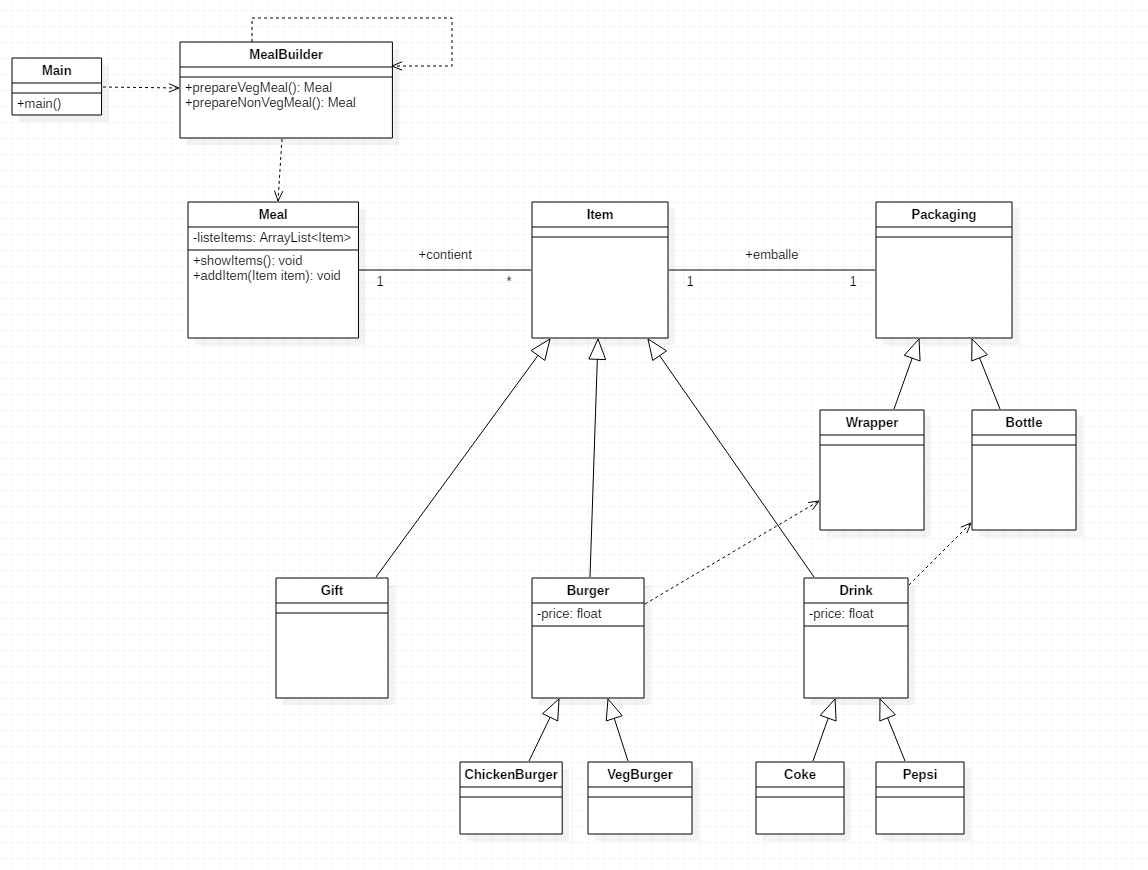 MealBuilder
+prepareVegMeal(): Meal
+prepareNonVegMeal(): Meal
Main
+main()
Meal
-listeItems: ArrayList<Item>
+showItems(): void
+addItem(Item item): void
+contient
1
*
Item
+emballe
1
1
Packaging
Wrapper
Bottle
Gift
Burger
-price: float
Drink
-price: float
ChickenBurger
VegBurger
Coke
Pepsi